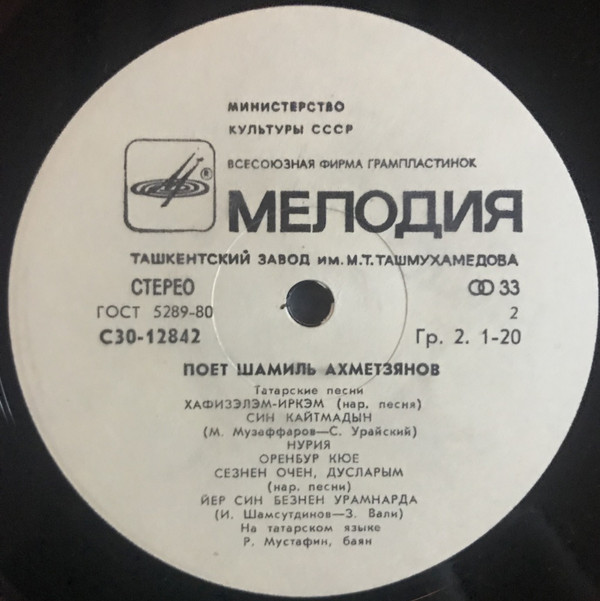 МИНИСТЕРСТВО
КУЛЬТУРЫ СССР
ВСЕСОЮЗНАЯ ФИРМА ГРАМПЛАСТИНОК
®
МЕЛОДИЯ
ТАШКЕНТСКИЙ ЗАВОД ИМ. М.Т. ТАШМУХАМЕДОВА
СТЕРЕО 33
ГОСТ 5289-80 2
С30-12842 Гр. 2. 1-20
ПОЕТ ШАМИЛЬ АХМЕТЗЯНОВ
Татарские песни
ХАФИЗЭЛЭМ-ИРКЭМ (нар. песня)
СИН КАЙТМАДЫН
(М. Музаффаров—С. Урайский)
НУРИЯ
ОРЕНБУР КЮЕ
СЕЗНЕН ОЧЕН, ДУСЛАРЫМ
(нар. песни)
ЙЕР СИН БЕЗНЕН УРАМНАРДА
(И. Шамсутдинов—З. Вали)
На татарском языке
Р. Мустафин, баян